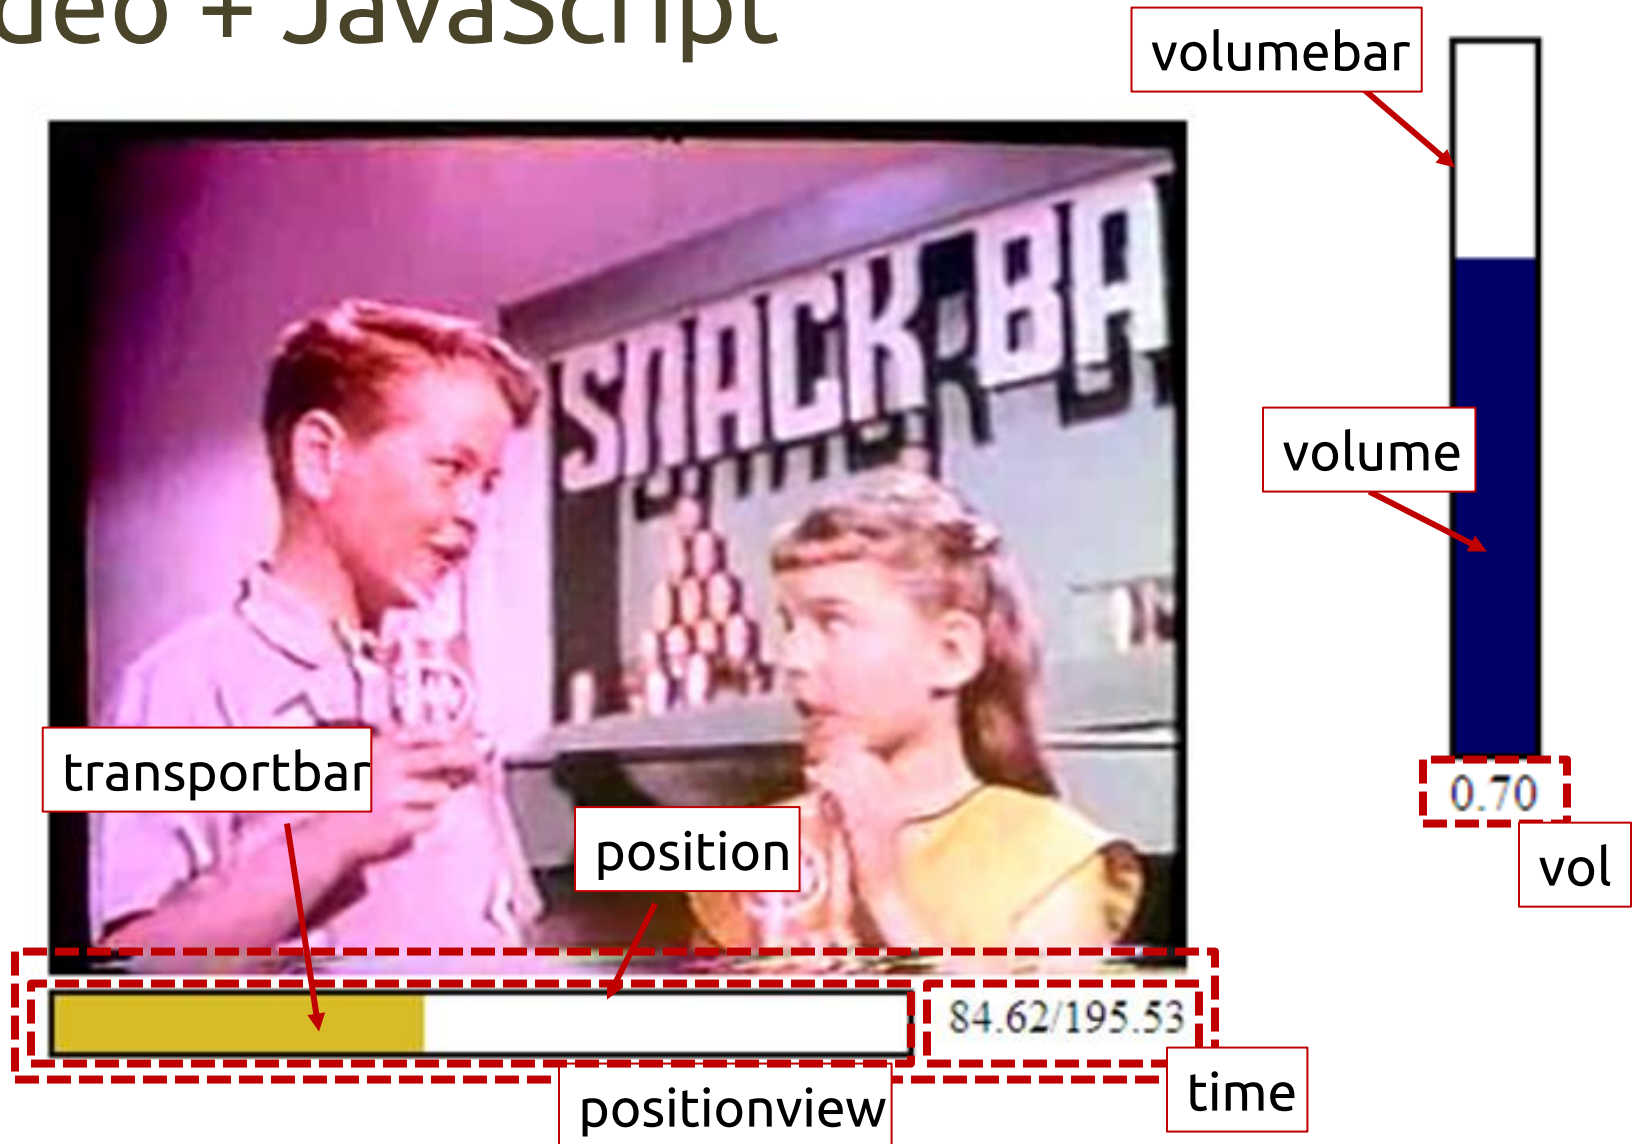 deo + JavaScript
volumebar
SNACK BA
volume
transportbar
0.70
position
vol
84.62/195.53
time
positionview